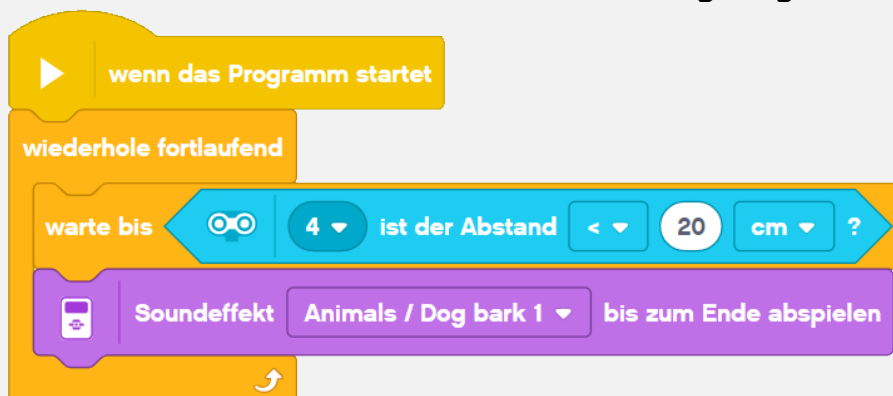 wenn das Programm startet
wiederhole fortlaufend
warte bis 4 ist der Abstand < 20 cm ?
Soundeffekt Animals / Dog bark 1 bis zum Ende abspielen